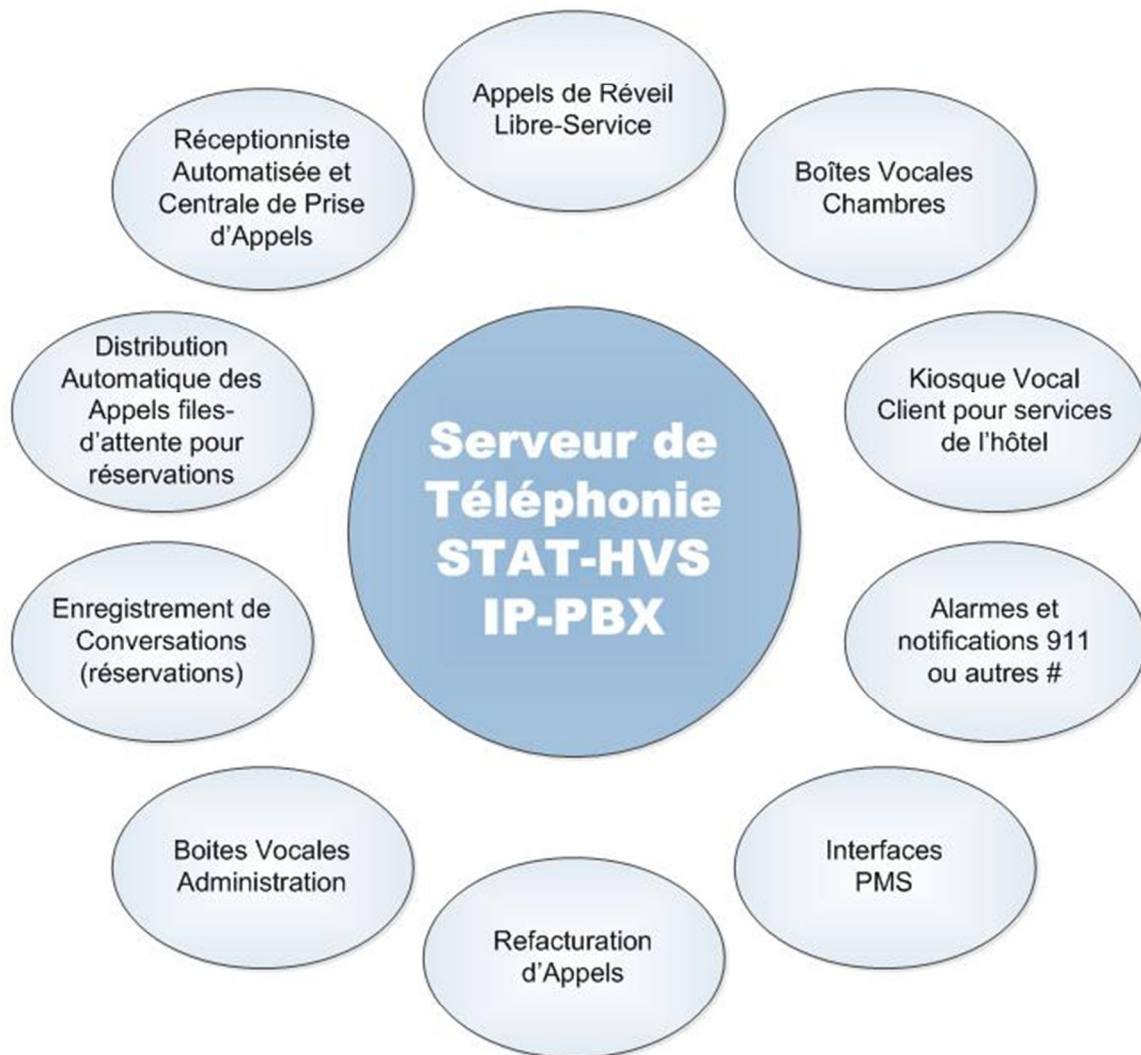 Appels de Réveil
Libre-Service
Réceptionniste
Automatisée et
Centrale de Prise
d'Appels
Boîtes Vocales
Chambres
Distribution
Automatique des
Appels files-
d'attente pour
réservations
Kiosque Vocal
Client pour services
de l'hôtel
Serveur de
Téléphonie
STAT-HVS
IP-PBX
Enregistrement de
Conversations
(réservations)
Alarmes et
notifications 911
ou autres #
Boites Vocales
Administration
Interfaces
PMS
Refacturation
d'Appels